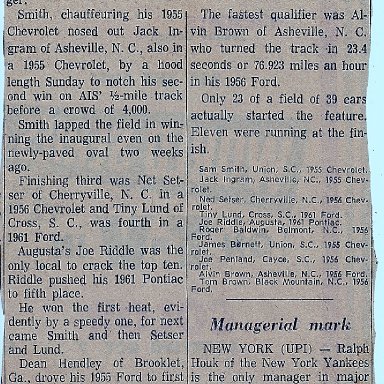 ger.
Smith, chauffeuring his 1955
Chevrolet nosed out Jack In-
gram of Asheville, N. C., also in
a 1955 Chevrolet, by a hood
length Sunday to notch his sec-
ond win on AIS' ½-mile track
before a crowd of 4,000.
Smith lapped the field in win-
ning the inaugural even on the
newly-paved oval two weeks
ago.
Finishing third was Net Set-
ser of Cherryville, N. C. in a
1956 Chevrolet and Tiny Lund of
Cross, S. C., was fourth in a
1961 Ford.
Augusta's Joe Riddle was the
only local to crack the top ten.
Riddle pushed his 1961 Pontiac
to fifth place.
He won the first heat, evi-
dently by a speedy one, for next
came Smith and then Setser
and Lund.
Dean Hendley of Brooklet,
Ga., drove his 1955 Ford to first
The fastest qualifier was Al-
vin Brown of Asheville, N. C.
who turned the track in 23.4
seconds or 76.923 miles an hour
in his 1956 Ford.
Only 23 of a field of 39 cars
actually started the feature.
Eleven were running at the fin-
ish.
Sam Smith, Union, S.C., 1955 Chevrolet.
Jack Ingram, Asheville, N.C., 1955 Chev-
rolet.
Ned Setser, Cherryville, N.C., 1956 Chev-
rolet.
Tiny Lund, Cross, S.C., 1961 Ford.
Joe Riddle, Augusta, 1961 Pontiac.
Roger Baldwin, Belmont, N.C., 1956
Ford.
James Barnett, Union, S.C., 1955 Chev-
rolet.
Joe Penland, Cayce, S.C., 1956 Chev-
rolet.
Alvin Brown, Asheville, N.C., 1956 Ford.
Tom Brown, Black Mountain, N.C., 1956
Ford.
Managerial mark
NEW YORK (UPI) — Ralph
Houk of the New York Yankees
is the only manager in major